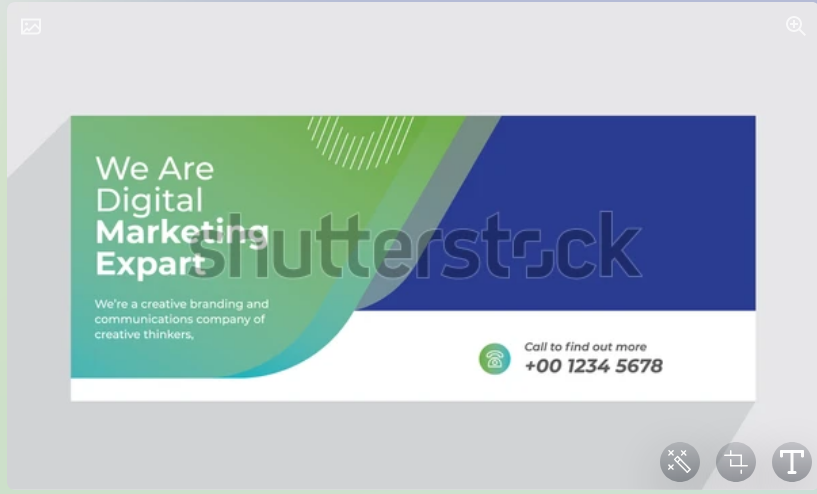 We Are
Digital
Marketing
Expart
We're a creative branding and
communications company of
creative thinkers,
shutterstock
Call to find out more
+00 1234 5678
T